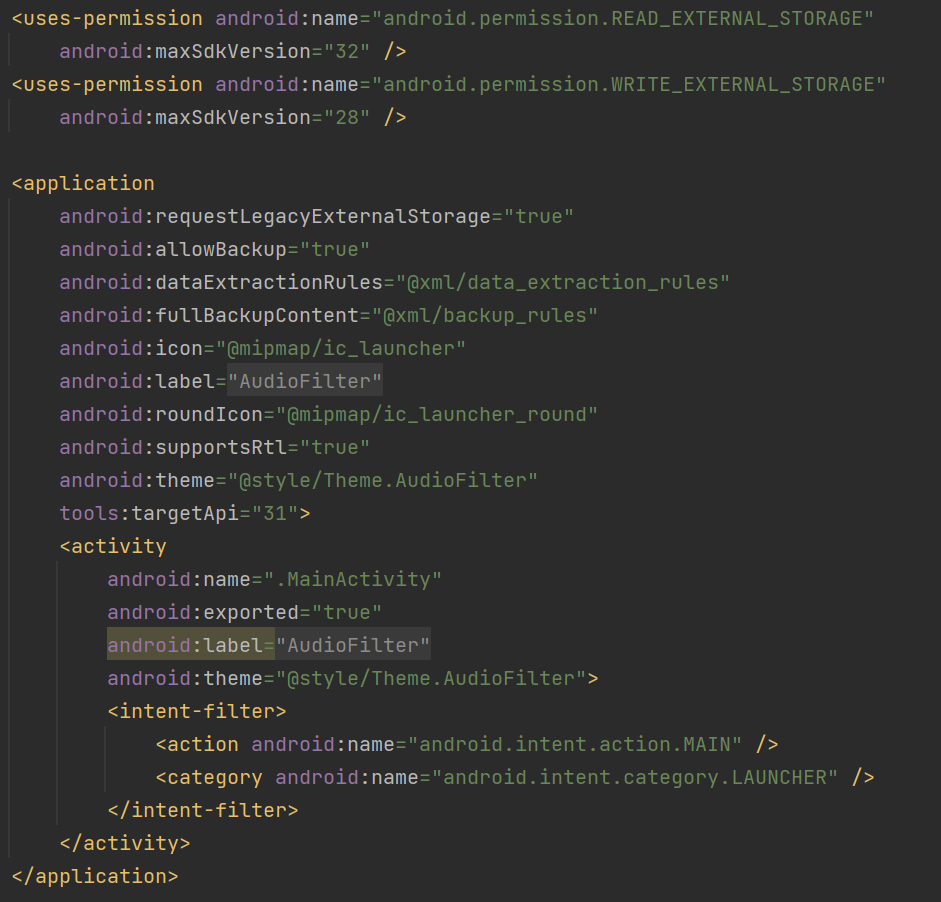 <uses-permission android:name="android.permission.READ_EXTERNAL_STORAGE"
    android:maxSdkVersion="32" />
<uses-permission android:name="android.permission.WRITE_EXTERNAL_STORAGE"
    android:maxSdkVersion="28" />

<application
    android:requestLegacyExternalStorage="true"
    android:allowBackup="true"
    android:dataExtractionRules="@xml/data_extraction_rules"
    android:fullBackupContent="@xml/backup_rules"
    android:icon="@mipmap/ic_launcher"
    android:label="AudioFilter"
    android:roundIcon="@mipmap/ic_launcher_round"
    android:supportsRtl="true"
    android:theme="@style/Theme.AudioFilter"
    tools:targetApi="31">
    <activity
        android:name=".MainActivity"
        android:exported="true"
        android:label="AudioFilter"
        android:theme="@style/Theme.AudioFilter">
        <intent-filter>
            <action android:name="android.intent.action.MAIN" />
            <category android:name="android.intent.category.LAUNCHER" />
        </intent-filter>
    </activity>
</application>